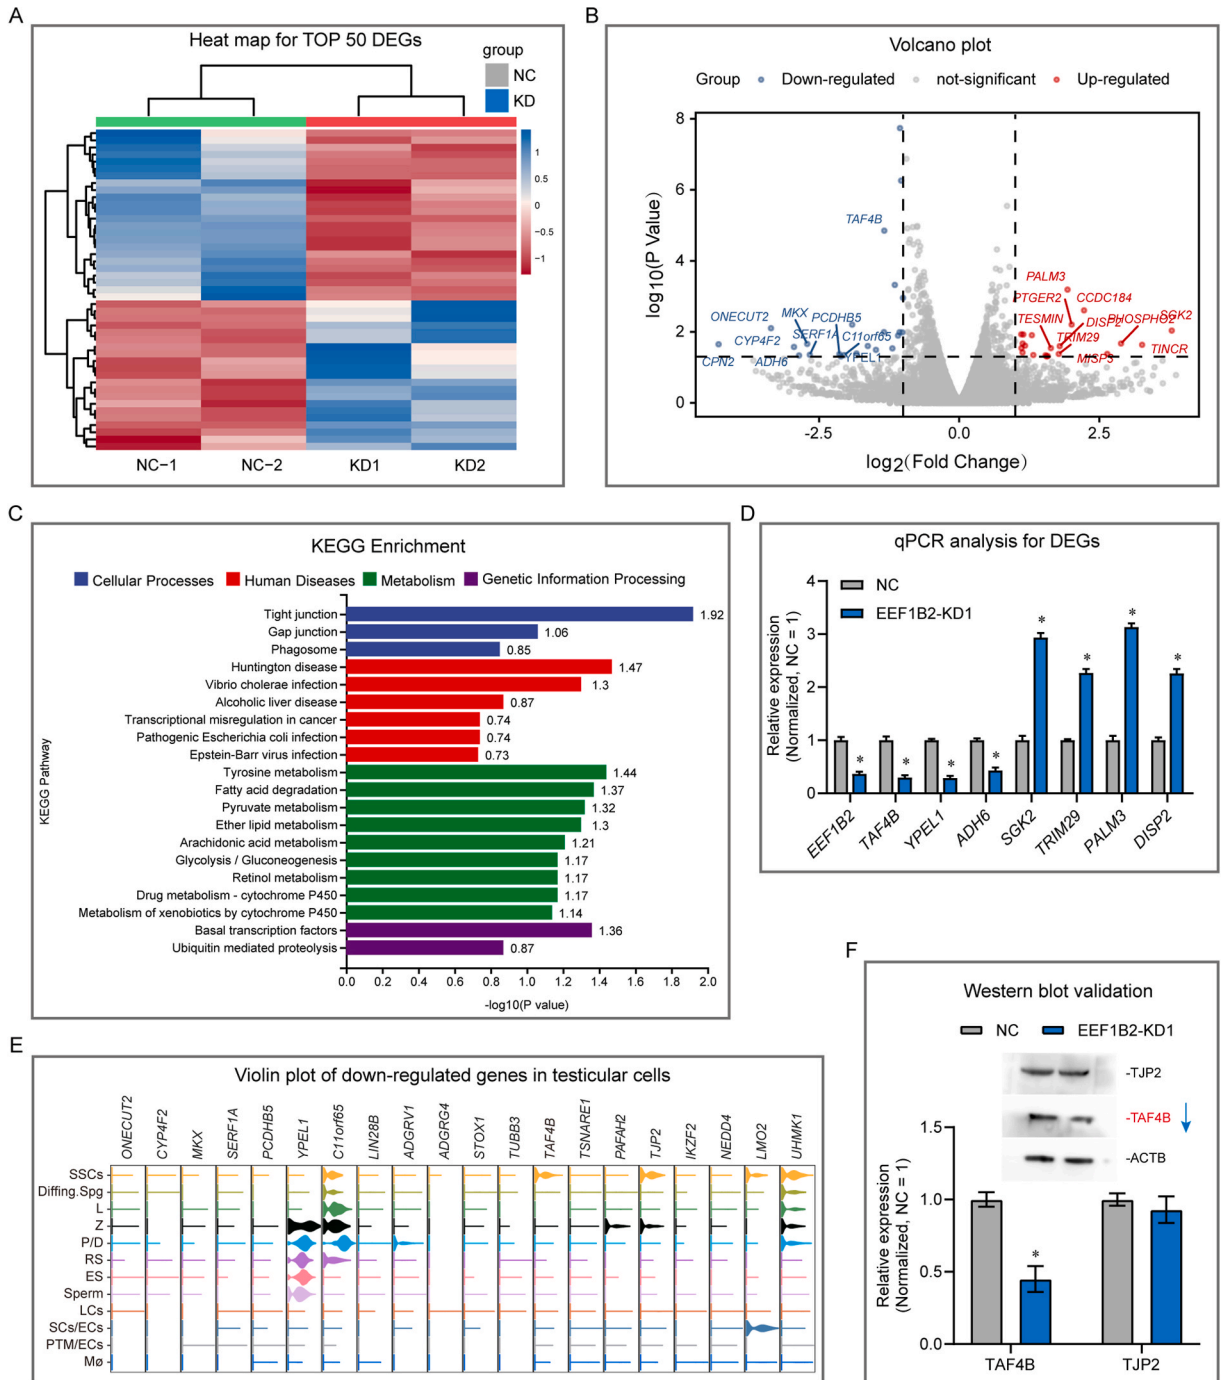 A
Heat map for TOP 50 DEGs
group
NC
KD
1
0.5
0
−0.5
−1
NC−1
NC−2
KD1
KD2
B
Volcano plot
Group
Down-regulated
not-significant
Up-regulated
log10(P Value)
8
6
4
2
0
TAF4B
ONECUT2
MKX
PCDHB5
CYP4F2
SERF1A
C11orf65
CPN2
ADH6
YPEL1
PALM3
PTGER2
CCDC184
TESMIN
DISP2
PHOSPHO2
SGK2
TRIM29
TINCR
MISP3
-2.5
0.0
2.5
log2(Fold Change)
C
KEGG Enrichment
Cellular Processes
Human Diseases
Metabolism
Genetic Information Processing
KEGG Pathway
Tight junction 1.92
Gap junction 1.06
Phagosome 0.85
Huntington disease 1.47
Vibrio cholerae infection 1.3
Alcoholic liver disease 0.87
Transcriptional misregulation in cancer 0.74
Pathogenic Escherichia coli infection 0.74
Epstein-Barr virus infection 0.73
Tyrosine metabolism 1.44
Fatty acid degradation 1.37
Pyruvate metabolism 1.32
Ether lipid metabolism 1.3
Arachidonic acid metabolism 1.21
Glycolysis / Gluconeogenesis 1.17
Retinol metabolism 1.17
Drug metabolism - cytochrome P450 1.17
Metabolism of xenobiotics by cytochrome P450 1.14
Basal transcription factors 1.36
Ubiquitin mediated proteolysis 0.87
0.0 0.2 0.4 0.6 0.8 1.0 1.2 1.4 1.6 1.8 2.0
-log10(P value)
D
qPCR analysis for DEGs
NC
EEF1B2-KD1
Relative expression
(Normalized, NC = 1)
4
3
2
1
0
* * * * * * * *
EEF1B2
TAF4B
YPEL1
ADH6
SGK2
TRIM29
PALM3
DISP2
E
Violin plot of down-regulated genes in testicular cells
ONECUT2
CYP4F2
MKX
SERF1A
PCDHB5
YPEL1
C11orf65
LIN28B
ADGRV1
ADGRG4
STOX1
TUBB3
TAF4B
TSNARE1
PAFAH2
TJP2
IKZF2
NEDD4
LMO2
UHMK1
SSCs
Diffing.Spg
L
Z
P/D
RS
ES
Sperm
LCs
SCs/ECs
PTM/ECs
Mø
F
Western blot validation
NC
EEF1B2-KD1
-TJP2
-TAF4B
-ACTB
Relative expression
(Normalized, NC = 1)
1.0
0.5
0.0
*
TAF4B
TJP2